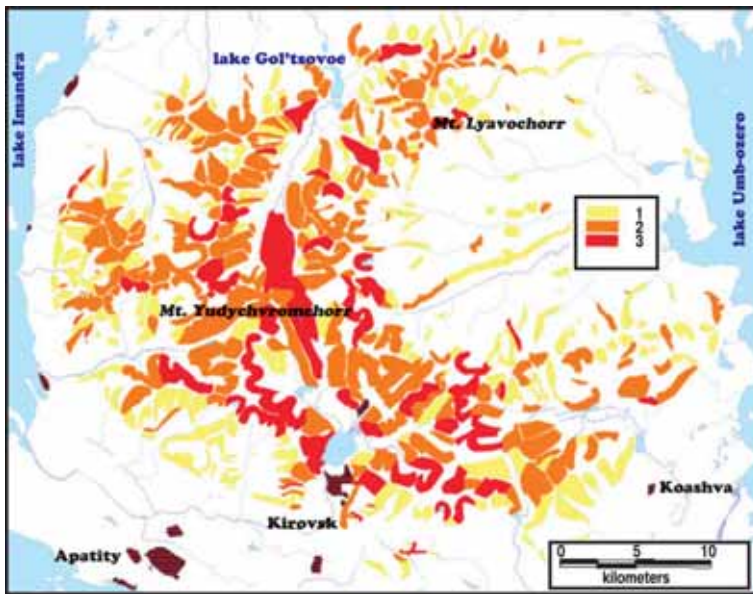 lake Gol'tsovoe
lake Imandra
Mt. Lyavochorr
lake Umb-ozero
1
2
3
Mt. Yudychvromchorr
Koashva
Kirovsk
Apatity
0 5 10
kilometers